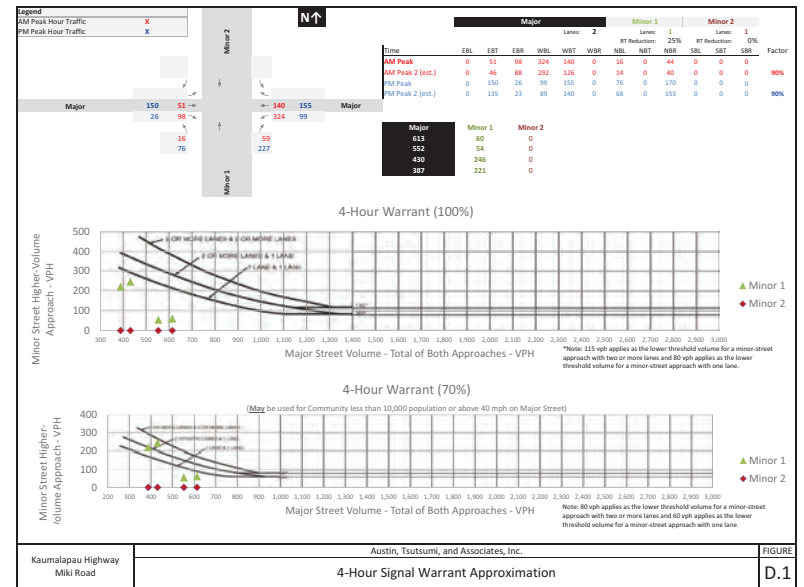 Legend
AM Peak Hour Traffic X
PM Peak Hour Traffic X
N↑
Minor 2
Major 150 51 140 155 Major
26 98 324 99
16 59
76 227
Minor 1
Major Minor 1 Minor 2
Lanes: 2 Lanes: 1 Lanes: 1
RT Reduction: 25% RT Reduction: 0%
Time EBL EBT EBR WBL WBT WBR NBL NBT NBR SBL SBT SBR Factor
AM Peak 0 51 98 324 140 0 16 0 44 0 0 0
AM Peak 2 (est.) 0 46 88 292 126 0 14 0 40 0 0 0 90%
PM Peak 0 150 26 99 155 0 76 0 170 0 0 0
PM Peak 2 (est.) 0 135 23 89 140 0 68 0 153 0 0 0 90%
Major Minor 1 Minor 2
613 60 0
552 54 0
430 246 0
387 221 0
4-Hour Warrant (100%)
Minor Street Higher-Volume
Approach - VPH
500
400
300
200
100
0
2 OR MORE LANES & 2 OR MORE LANES
2 OR MORE LANES & 1 LANE
1 LANE & 1 LANE
300 400 500 600 700 800 900 1,000 1,100 1,200 1,300 1,400 1,500 1,600 1,700 1,800 1,900 2,000 2,100 2,200 2,300 2,400 2,500 2,600 2,700 2,800 2,900 3,000
Major Street Volume - Total of Both Approaches - VPH
Minor 1
Minor 2
*Note: 115 vph applies as the lower threshold volume for a minor-street
approach with two or more lanes and 80 vph applies as the lower
threshold volume for a minor-street approach with one lane.
4-Hour Warrant (70%)
(May be used for Community less than 10,000 population or above 40 mph on Major Street)
Minor Street Higher-
Volume Approach - VPH
400
300
200
100
0
200 300 400 500 600 700 800 900 1,000 1,100 1,200 1,300 1,400 1,500 1,600 1,700 1,800 1,900 2,000 2,100 2,200 2,300 2,400 2,500 2,600 2,700 2,800 2,900 3,000
Major Street Volume - Total of Both Approaches - VPH
Minor 1
Minor 2
Note: 80 vph applies as the lower threshold volume for a minor-street
approach with two or more lanes and 60 vph applies as the lower
threshold volume for a minor-street approach with one lane.
Kaumalapau Highway
Miki Road
Austin, Tsutsumi, and Associates, Inc.
4-Hour Signal Warrant Approximation
FIGURE
D.1